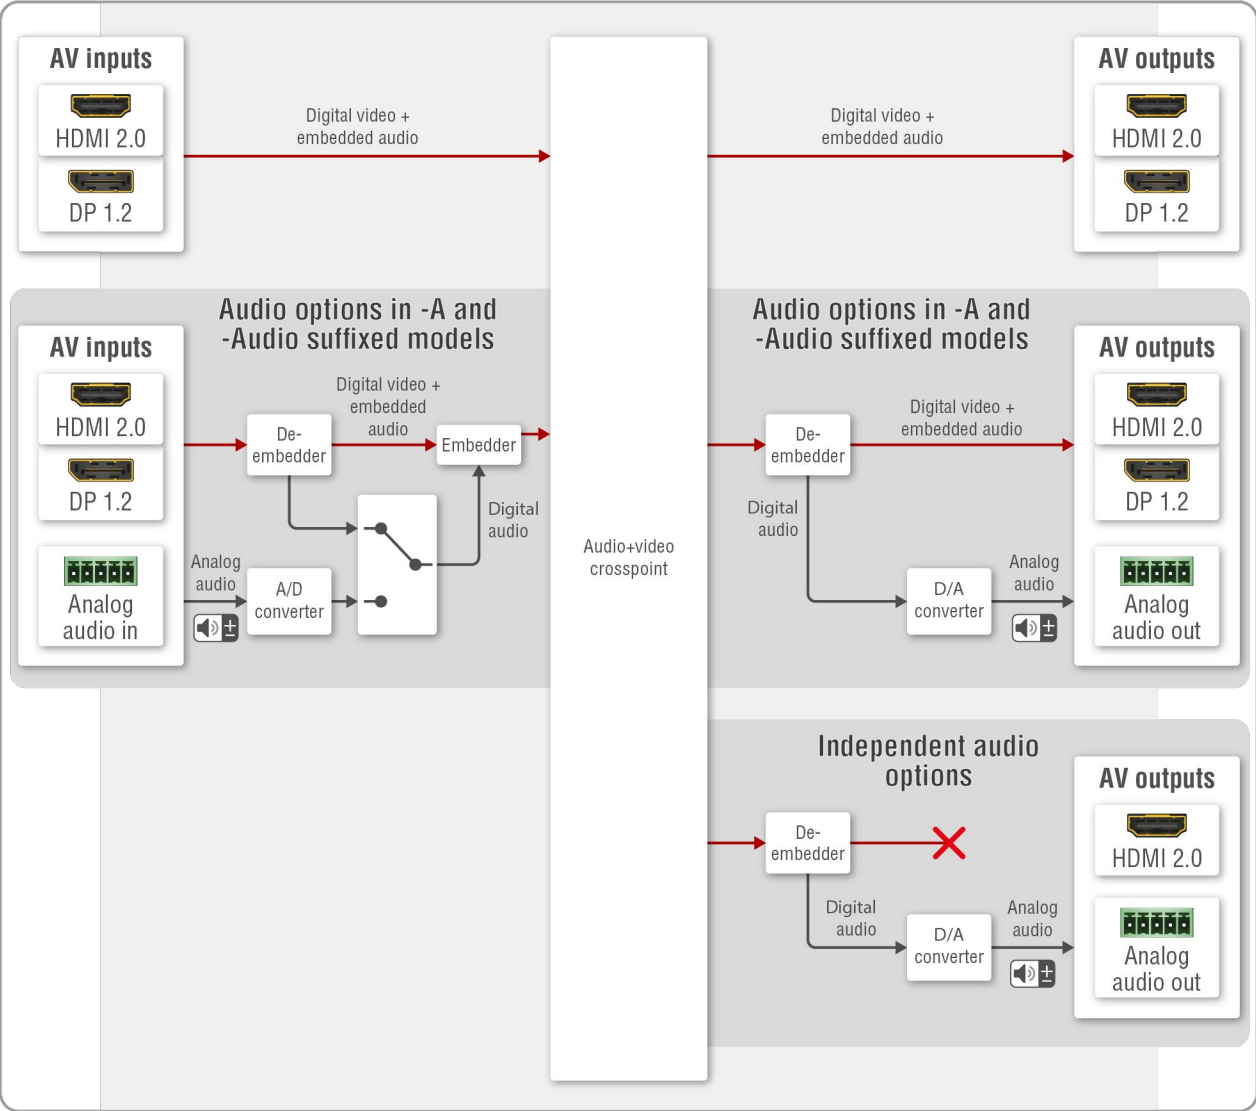 AV inputs
HDMI 2.0
DP 1.2
Digital video +
embedded audio
Digital video +
embedded audio
AV outputs
HDMI 2.0
DP 1.2
Audio options in -A and
-Audio suffixed models
AV inputs
HDMI 2.0
DP 1.2
Analog
audio in
De-
embedder
Digital video +
embedded
audio
Embedder
Digital
audio
Analog
audio
A/D
converter
±
Audio+video
crosspoint
Audio options in -A and
-Audio suffixed models
De-
embedder
Digital video +
embedded audio
Digital
audio
D/A
converter
Analog
audio
±
AV outputs
HDMI 2.0
DP 1.2
Analog
audio out
Independent audio
options
De-
embedder
Digital
audio
D/A
converter
Analog
audio
±
AV outputs
HDMI 2.0
Analog
audio out